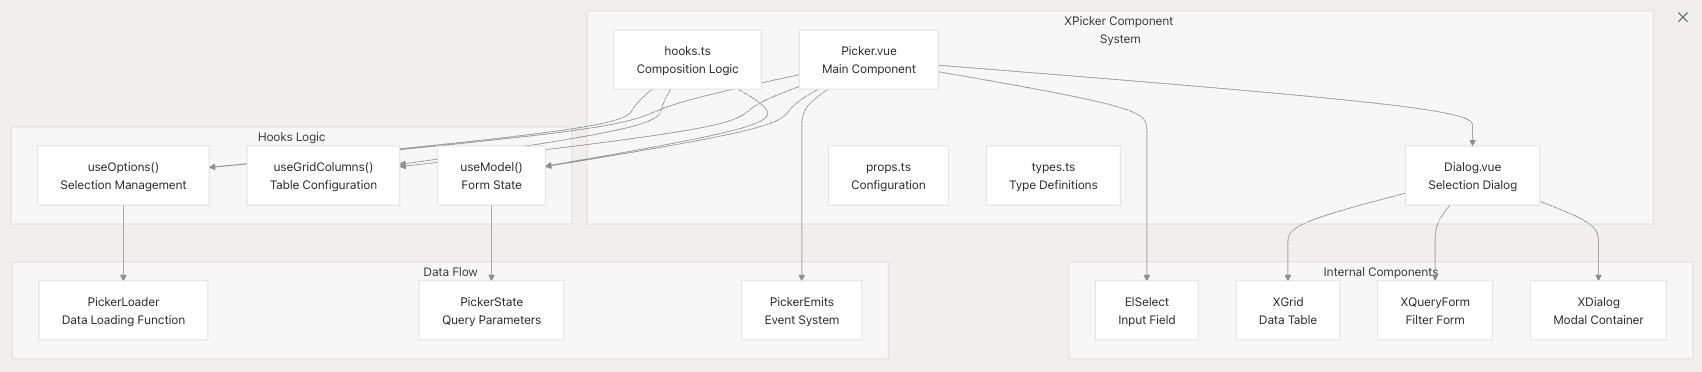 XPicker Component
System
hooks.ts
Composition Logic
Picker.vue
Main Component
Hooks Logic
useOptions()
Selection Management
useGridColumns()
Table Configuration
useModel()
Form State
props.ts
Configuration
types.ts
Type Definitions
Dialog.vue
Selection Dialog
Data Flow
PickerLoader
Data Loading Function
PickerState
Query Parameters
PickerEmits
Event System
Internal Components
ElSelect
Input Field
XGrid
Data Table
XQueryForm
Filter Form
XDialog
Modal Container